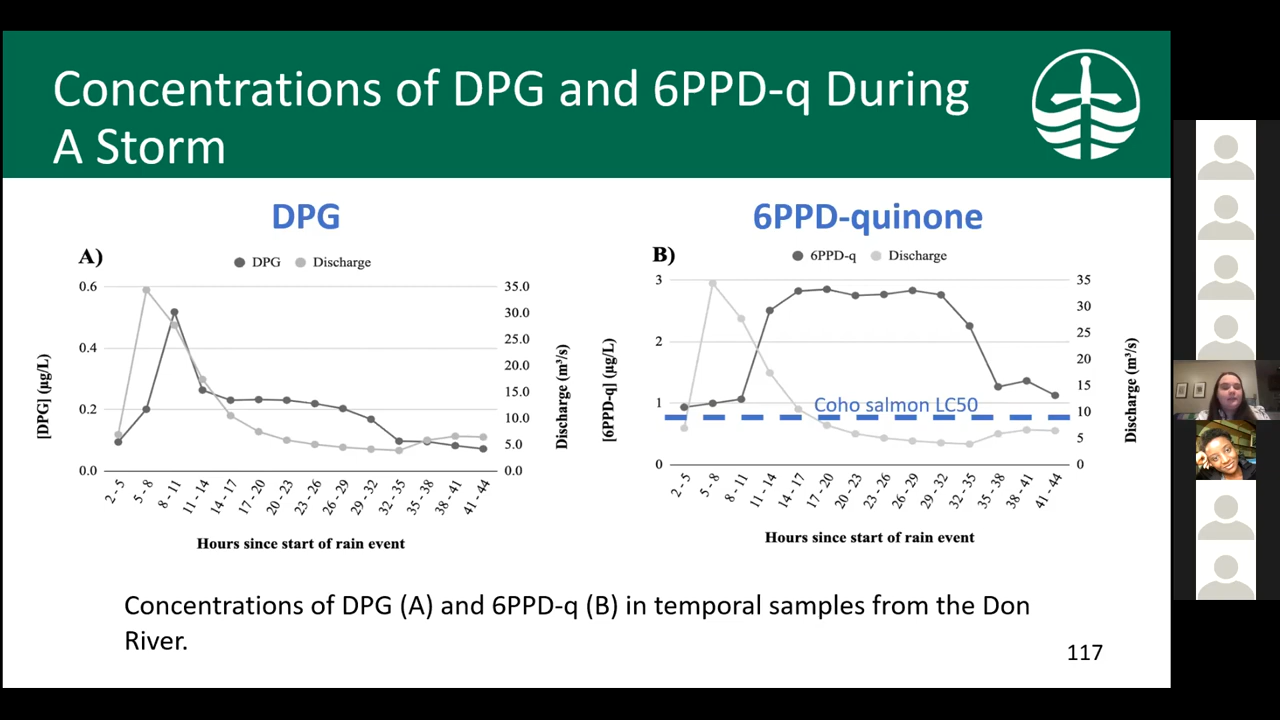 Concentrations of DPG and 6PPD-q During
A Storm
DPG
A)
DPG
Discharge
0.6
0.4
0.2
0.0
35.0
30.0
25.0
20.0
15.0
10.0
5.0
0.0
[DPG] (µg/L)
Discharge (m³/s)
2 - 5
5 - 8
8 - 11
11 - 14
14 - 17
17 - 20
20 - 23
23 - 26
26 - 29
29 - 32
32 - 35
35 - 38
38 - 41
41 - 44
Hours since start of rain event
6PPD-quinone
B)
6PPD-q
Discharge
3
2
1
0
35
30
25
20
15
10
5
0
[6PPD-q] (µg/L)
Discharge (m³/s)
Coho salmon LC50
2 - 5
5 - 8
8 - 11
11 - 14
14 - 17
17 - 20
20 - 23
23 - 26
26 - 29
29 - 32
32 - 35
35 - 38
38 - 41
41 - 44
Hours since start of rain event
Concentrations of DPG (A) and 6PPD-q (B) in temporal samples from the Don
River.
117